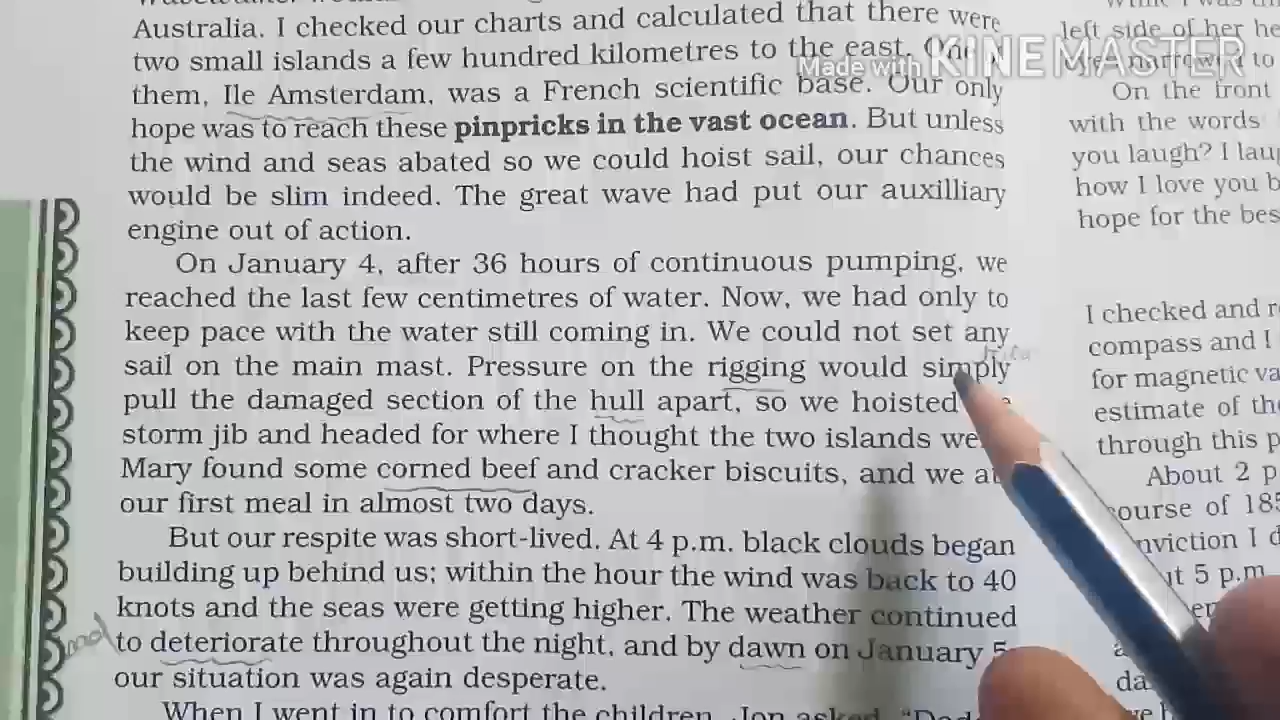 Australia. I checked our charts and calculated that there were
two small islands a few hundred kilometres to the east.
them, Ile Amsterdam, was a French scientific base. Our only
hope was to reach these pinpricks in the vast ocean. But unless
the wind and seas abated so we could hoist sail, our chances
would be slim indeed. The great wave had put our auxilliary
engine out of action.
On January 4, after 36 hours of continuous pumping, we
reached the last few centimetres of water. Now, we had only to
keep pace with the water still coming in. We could not set any
sail on the main mast. Pressure on the rigging would simply
pull the damaged section of the hull apart, so we hoisted
storm jib and headed for where I thought the two islands
Mary found some corned beef and cracker biscuits, and we
our first meal in almost two days.
But our respite was short-lived. At 4 p.m. black clouds began
building up behind us; within the hour the wind was back to 40
knots and the seas were getting higher. The weather continued
to deteriorate throughout the night, and by dawn on January 5
our situation was again desperate.
When I went in to comfort the children, Jon asked, 
Made with KINEMASTER
left side of her
narrowed to
On the front
with the words
you laugh? I
how I love you
hope for the
I checked and
compass and I
for magnetic
estimate of
through this
About 2
course of
conviction I
5 p.m.